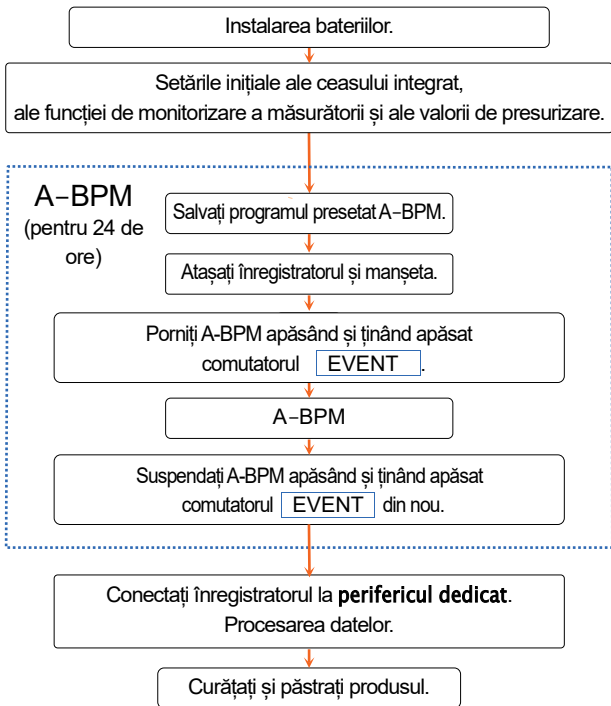 Instalarea bateriilor.
Setările inițiale ale ceasului integrat,
ale funcției de monitorizare a măsurătorii și ale valorii de presurizare.
A-BPM
(pentru 24 de
ore)
Salvați programul presetat A-BPM.
Atașați înregistratorul și manșeta.
Porniți A-BPM apăsând și ținând apăsat
comutatorul EVENT .
A-BPM
Suspendați A-BPM apăsând și ținând apăsat
comutatorul EVENT din nou.
Conectați înregistratorul la perifericul dedicat.
Procesarea datelor.
Curățați și păstrați produsul.